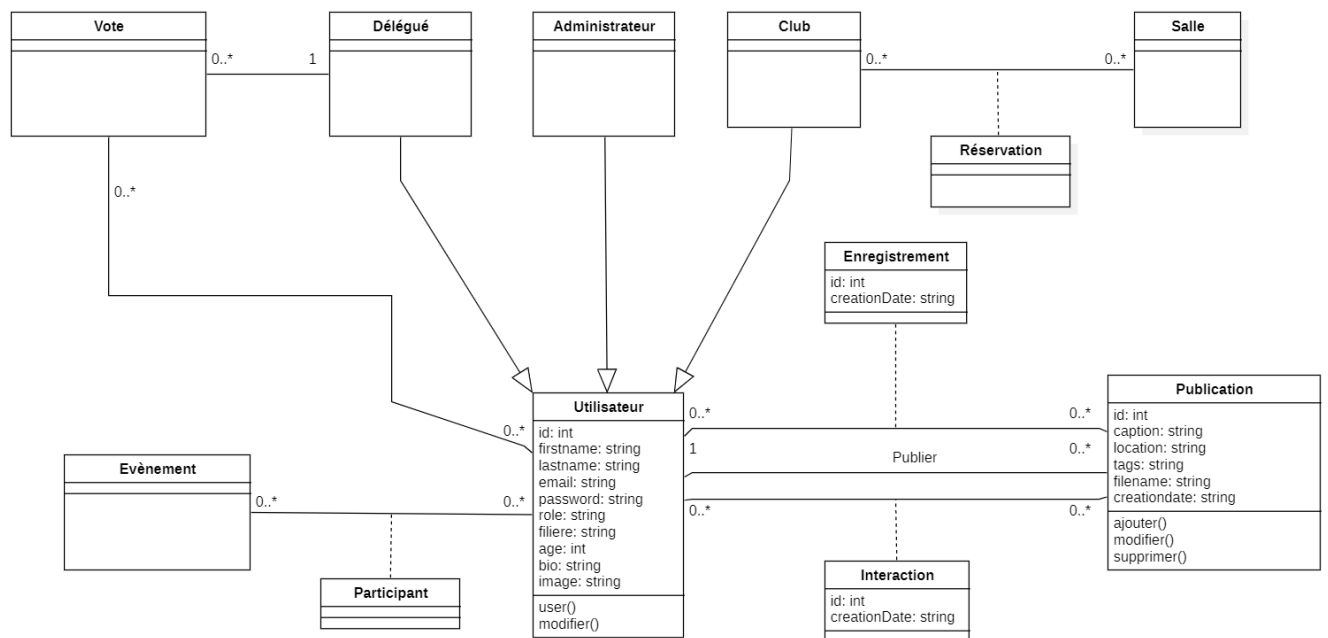 Vote
Délégué
Administrateur
Club
Salle
0..*
1
0..*
0..*
Réservation
0..*
Enregistrement
id: int
creationDate: string
Publication
id: int
caption: string
location: string
tags: string
filename: string
creationdate: string
ajouter()
modifier()
supprimer()
Utilisateur
id: int
firstname: string
lastname: string
email: string
password: string
role: string
filiere: string
age: int
bio: string
image: string
user()
modifier()
0..*
0..*
0..*
1
Publier
0..*
0..*
0..*
Evènement
0..*
0..*
Participant
Interaction
id: int
creationDate: string